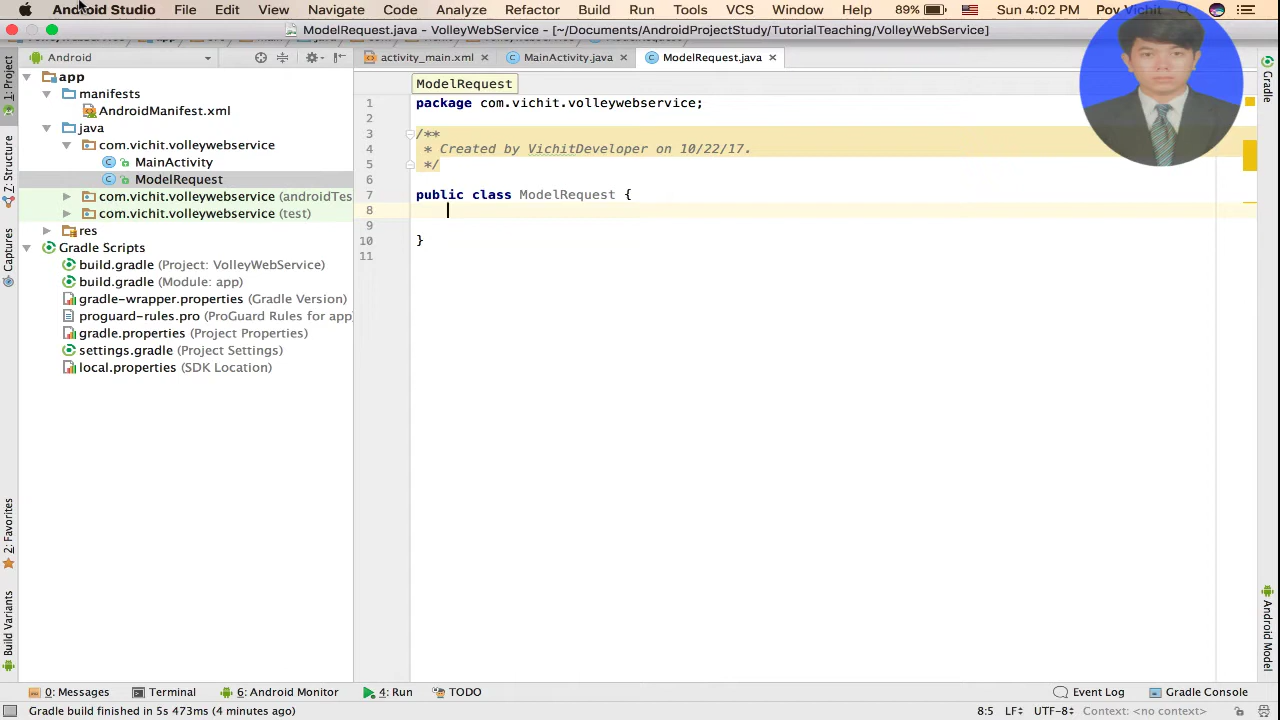 Android Studio File Edit View Navigate Code Analyze Refactor Build Run Tools VCS Window Help 89% Sun 4:02 PM Pov Vichit
ModelRequest.java - VolleyWebService - [~/Documents/AndroidProjectStudy/TutorialTeaching/VolleyWebService]
Android
activity_main.xml MainActivity.java ModelRequest.java
1: Project
Z: Structure
Captures
2: Favorites
Build Variants
app
manifests
AndroidManifest.xml
java
com.vichit.volleywebservice
MainActivity
ModelRequest
com.vichit.volleywebservice (androidTes
com.vichit.volleywebservice (test)
res
Gradle Scripts
build.gradle (Project: VolleyWebService)
build.gradle (Module: app)
gradle-wrapper.properties (Gradle Version)
proguard-rules.pro (ProGuard Rules for app)
gradle.properties (Project Properties)
settings.gradle (Project Settings)
local.properties (SDK Location)
ModelRequest
1 package com.vichit.volleywebservice;
2
3 /**
4 * Created by VichitDeveloper on 10/22/17.
5 */
6
7 public class ModelRequest {
8
9
10 }
11
Gradle
Android Model
0: Messages Terminal 6: Android Monitor 4: Run TODO Event Log Gradle Console
Gradle build finished in 5s 473ms (4 minutes ago) 8:5 LF UTF-8 Context: <no context>